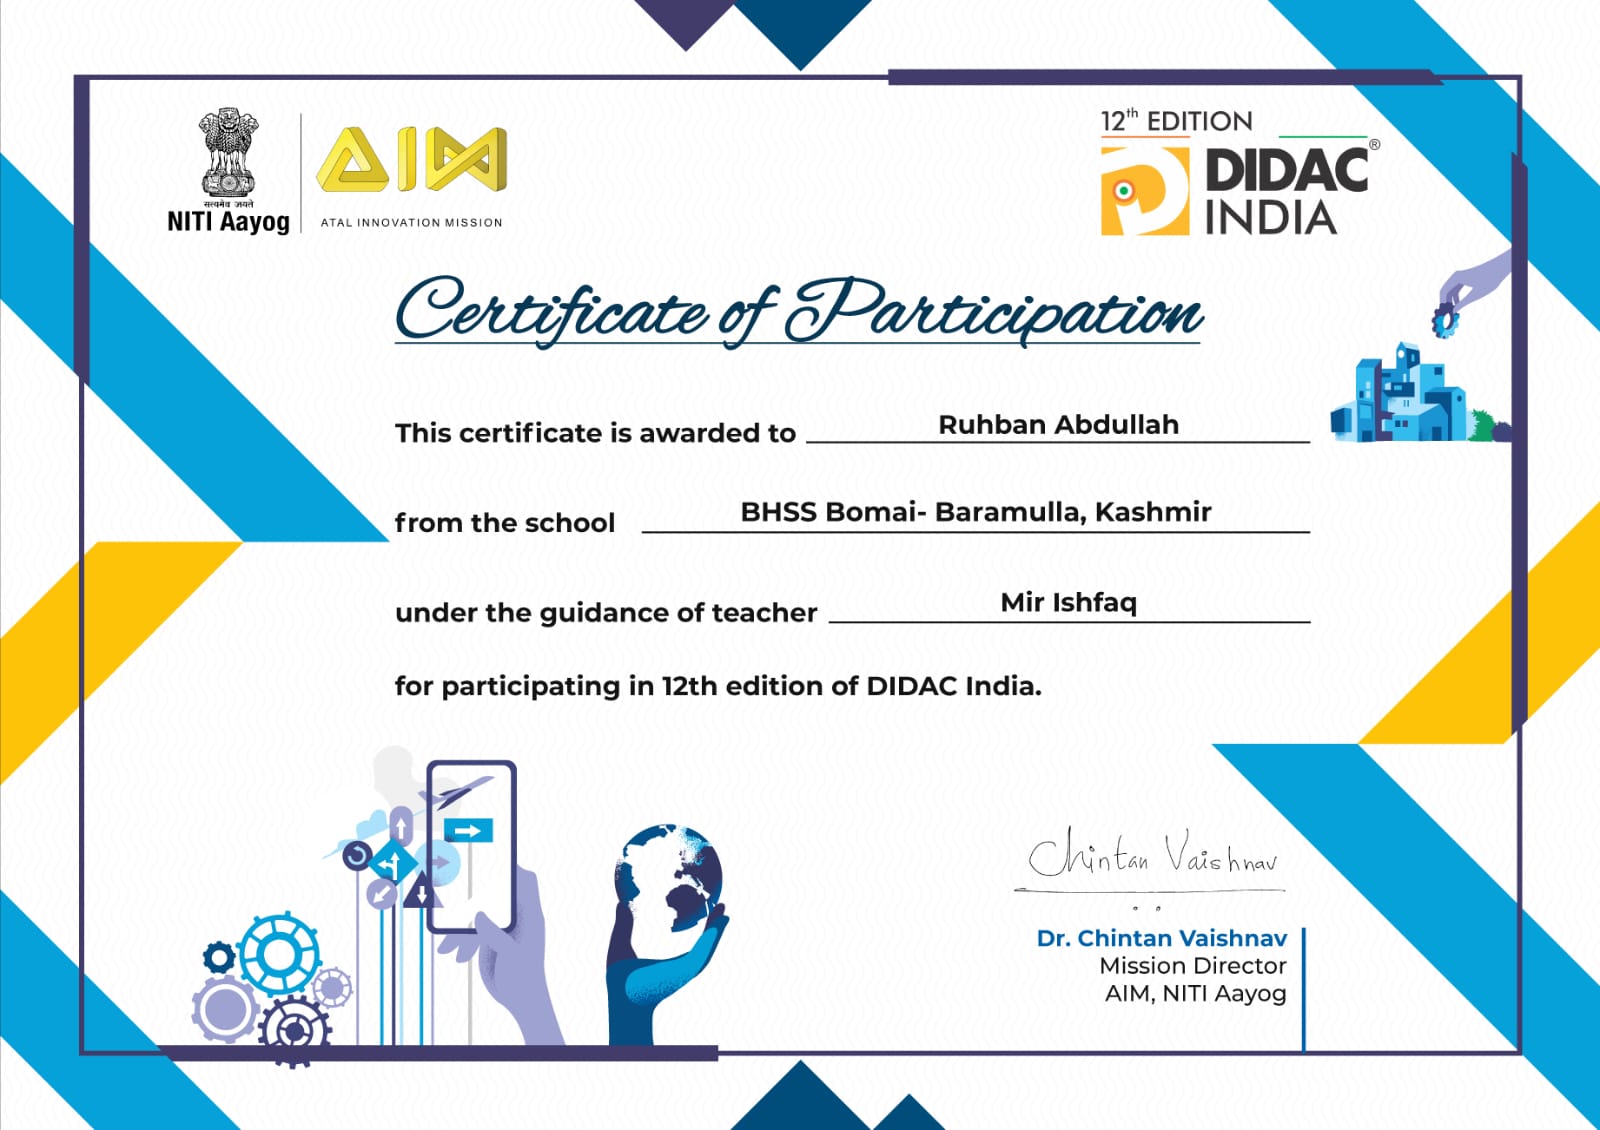 सत्यमेव जयते
NITI Aayog
AIM
ATAL INNOVATION MISSION
12th EDITION
DIDAC®
INDIA
Certificate of Participation
This certificate is awarded to Ruhban Abdullah
from the school BHSS Bomai- Baramulla, Kashmir
under the guidance of teacher Mir Ishfaq
for participating in 12th edition of DIDAC India.
Chintan Vaishnav
Dr. Chintan Vaishnav
Mission Director
AIM, NITI Aayog